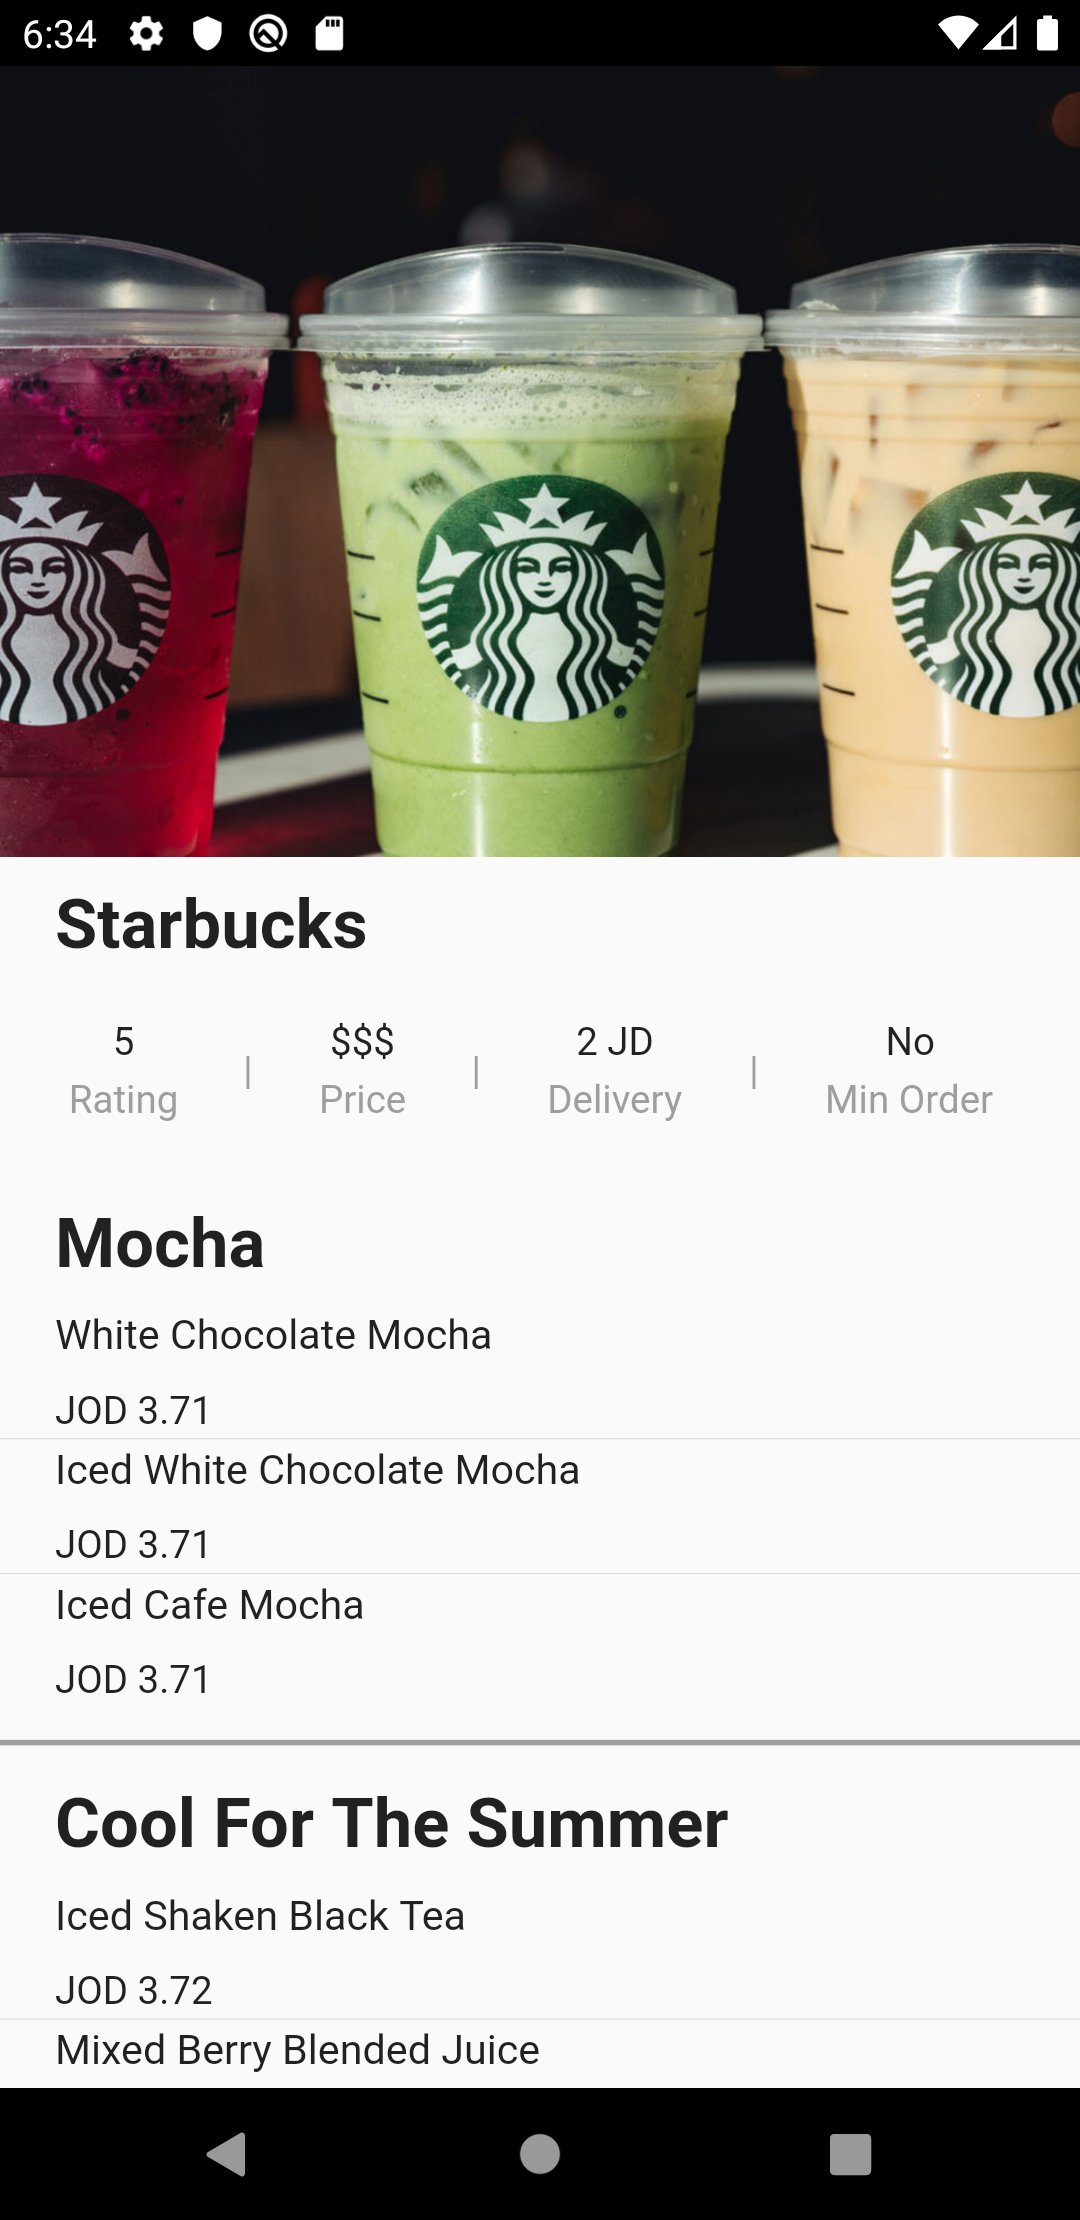 6:34
Starbucks
5 | $$$ | 2 JD | No
Rating Price Delivery Min Order
Mocha
White Chocolate Mocha
JOD 3.71
Iced White Chocolate Mocha
JOD 3.71
Iced Cafe Mocha
JOD 3.71
Cool For The Summer
Iced Shaken Black Tea
JOD 3.72
Mixed Berry Blended Juice